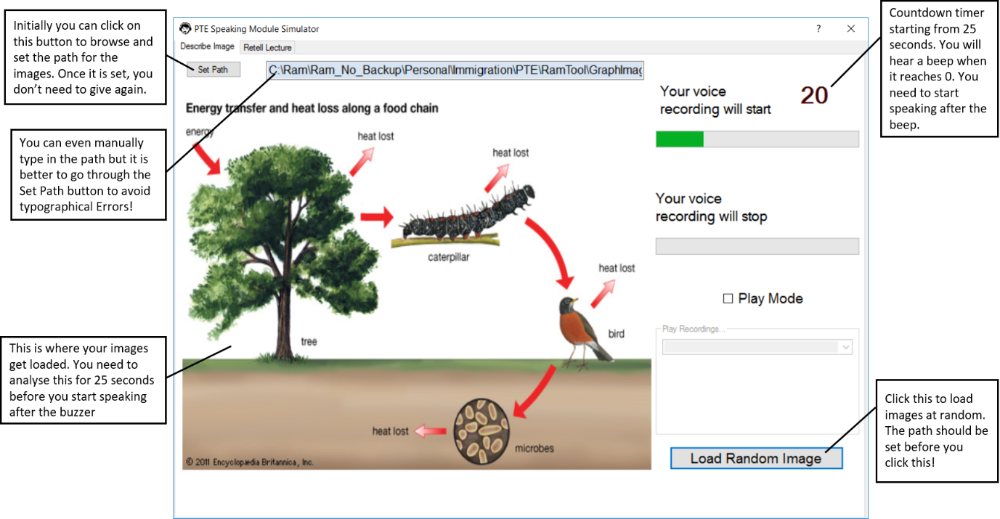 Initially you can click on
this button to browse and
set the path for the
images. Once it is set, you
don’t need to give again.
You can even manually
type in the path but it is
better to go through the
Set Path button to avoid
typographical Errors!
This is where your images
get loaded. You need to
analyse this for 25 seconds
before you start speaking
after the buzzer
PTE Speaking Module Simulator
?
Describe Image
Retell Lecture
Set Path
C:\Ram\Ram_No_Backup\Personal\Immigration\PTE\RamTool\GraphImag
Energy transfer and heat loss along a food chain
energy
heat lost
heat lost
caterpillar
heat lost
bird
tree
heat lost
microbes
© 2011 Encyclopædia Britannica, Inc.
Your voice
recording will start
20
Your voice
recording will stop
Play Mode
Play Recordings...
Load Random Image
Countdown timer
starting from 25
seconds. You will
hear a beep when
it reaches 0. You
need to start
speaking after the
beep.
Click this to load
images at random.
The path should be
set before you
click this!